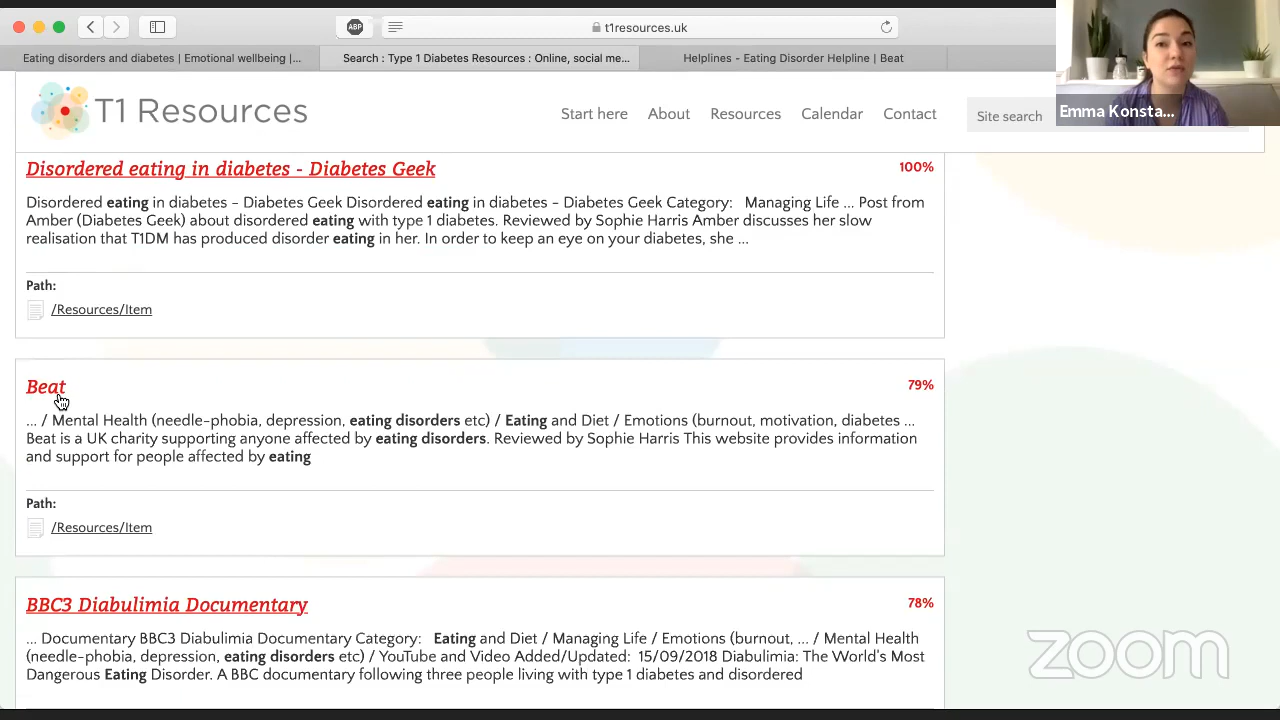 ABP
t1resources.uk
Eating disorders and diabetes | Emotional wellbeing |...
Search : Type 1 Diabetes Resources : Online, social me...
Helplines - Eating Disorder Helpline | Beat
Emma Konsta...
T1 Resources
Start here
About
Resources
Calendar
Contact
Site search
Disordered eating in diabetes - Diabetes Geek
100%
Disordered eating in diabetes - Diabetes Geek Disordered eating in diabetes - Diabetes Geek Category: Managing Life ... Post from
Amber (Diabetes Geek) about disordered eating with type 1 diabetes. Reviewed by Sophie Harris Amber discusses her slow
realisation that T1DM has produced disorder eating in her. In order to keep an eye on your diabetes, she ...
Path:
/Resources/Item
Beat
79%
... / Mental Health (needle-phobia, depression, eating disorders etc) / Eating and Diet / Emotions (burnout, motivation, diabetes ...
Beat is a UK charity supporting anyone affected by eating disorders. Reviewed by Sophie Harris This website provides information
and support for people affected by eating
Path:
/Resources/Item
BBC3 Diabulimia Documentary
78%
... Documentary BBC3 Diabulimia Documentary Category: Eating and Diet / Managing Life / Emotions (burnout, ... / Mental Health
(needle-phobia, depression, eating disorders etc) / YouTube and Video Added/Updated: 15/09/2018 Diabulimia: The World's Most
Dangerous Eating Disorder. A BBC documentary following three people living with type 1 diabetes and disordered
zoom